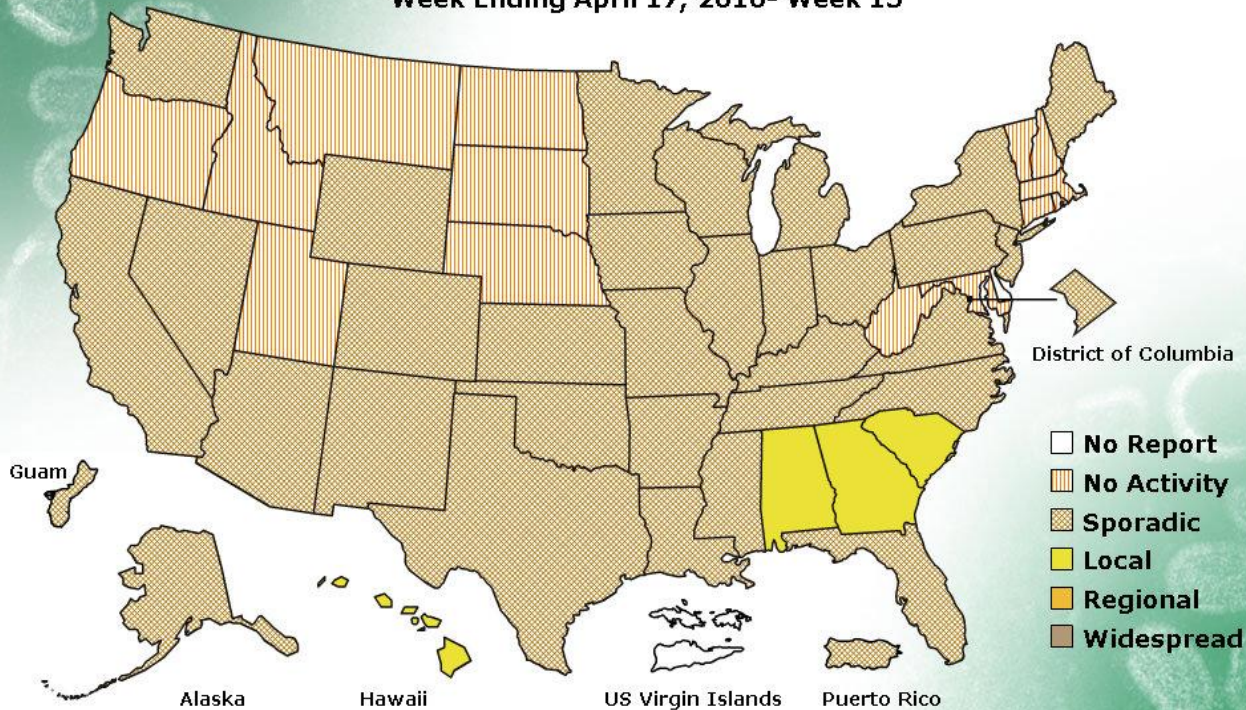 Week Ending April 17, 2010- Week 15
District of Columbia
No Report
No Activity
Sporadic
Local
Regional
Widespread
Guam
Alaska
Hawaii
US Virgin Islands
Puerto Rico